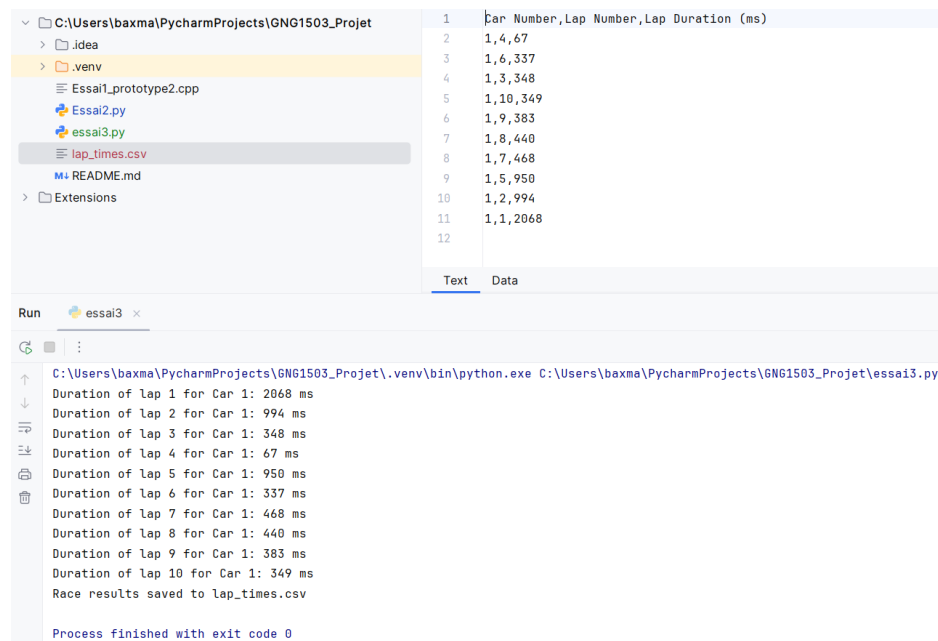 C:\Users\baxma\PycharmProjects\GNG1503_Projet
.idea
.venv
Essai1_prototype2.cpp
Essai2.py
essai3.py
lap_times.csv
M↓ README.md
Extensions
1 Car Number,Lap Number,Lap Duration (ms)
2 1,4,67
3 1,6,337
4 1,3,348
5 1,10,349
6 1,9,383
7 1,8,440
8 1,7,468
9 1,5,950
10 1,2,994
11 1,1,2068
12
Text Data
Run essai3
C:\Users\baxma\PycharmProjects\GNG1503_Projet\.venv\bin\python.exe C:\Users\baxma\PycharmProjects\GNG1503_Projet\essai3.py
Duration of lap 1 for Car 1: 2068 ms
Duration of lap 2 for Car 1: 994 ms
Duration of lap 3 for Car 1: 348 ms
Duration of lap 4 for Car 1: 67 ms
Duration of lap 5 for Car 1: 950 ms
Duration of lap 6 for Car 1: 337 ms
Duration of lap 7 for Car 1: 468 ms
Duration of lap 8 for Car 1: 440 ms
Duration of lap 9 for Car 1: 383 ms
Duration of lap 10 for Car 1: 349 ms
Race results saved to lap_times.csv
Process finished with exit code 0